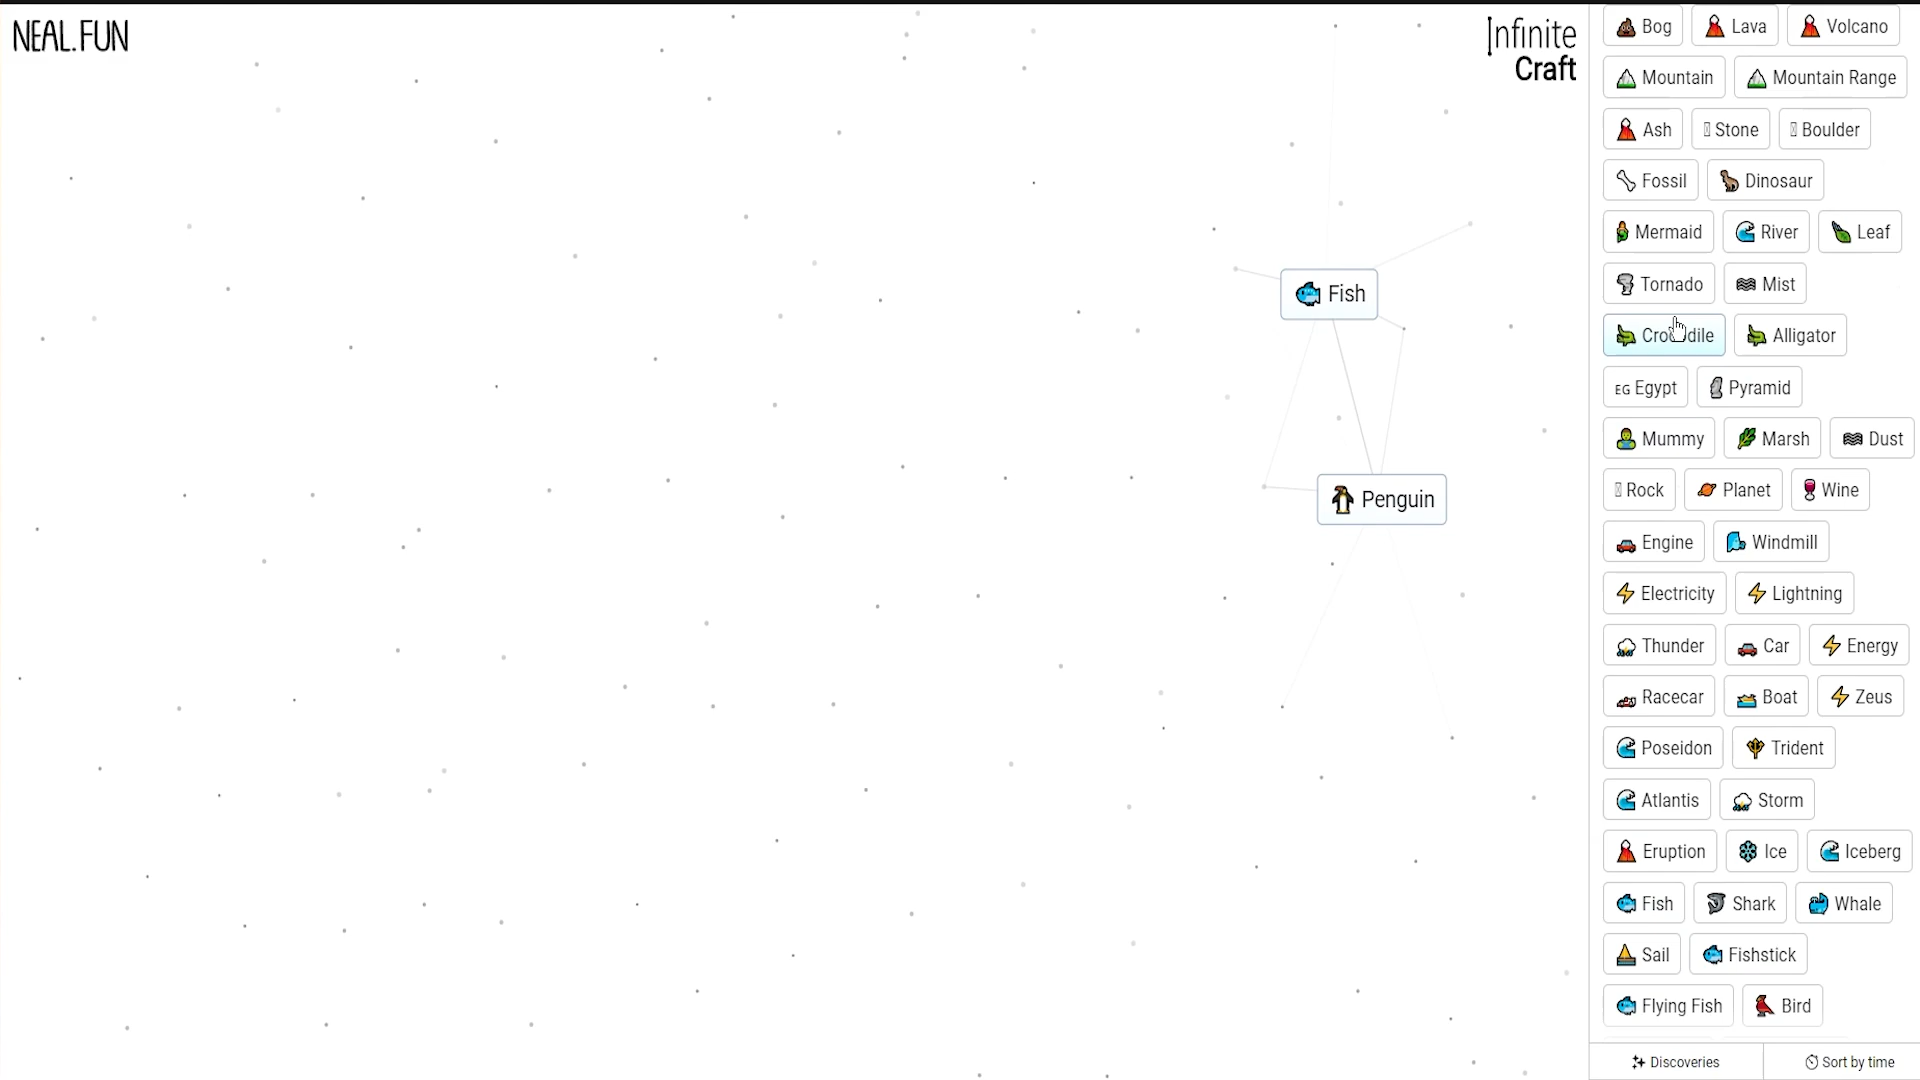 NEAL.FUN
Infinite
Craft
Fish
Penguin
Bog Lava Volcano
Mountain Mountain Range
Ash Stone Boulder
Fossil Dinosaur
Mermaid River Leaf
Tornado Mist
Crocodile Alligator
EG Egypt Pyramid
Mummy Marsh Dust
Rock Planet Wine
Engine Windmill
Electricity Lightning
Thunder Car Energy
Racecar Boat Zeus
Poseidon Trident
Atlantis Storm
Eruption Ice Iceberg
Fish Shark Whale
Sail Fishstick
Flying Fish Bird
Discoveries Sort by time